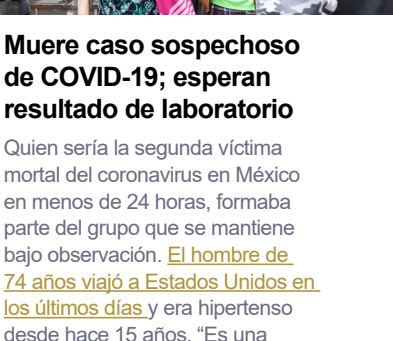 Muere caso sospechoso
de COVID-19; esperan
resultado de laboratorio
Quien sería la segunda víctima
mortal del coronavirus en México
en menos de 24 horas, formaba
parte del grupo que se mantiene
bajo observación. El hombre de
74 años viajó a Estados Unidos en
los últimos días y era hipertenso
desde hace 15 años. “Es una